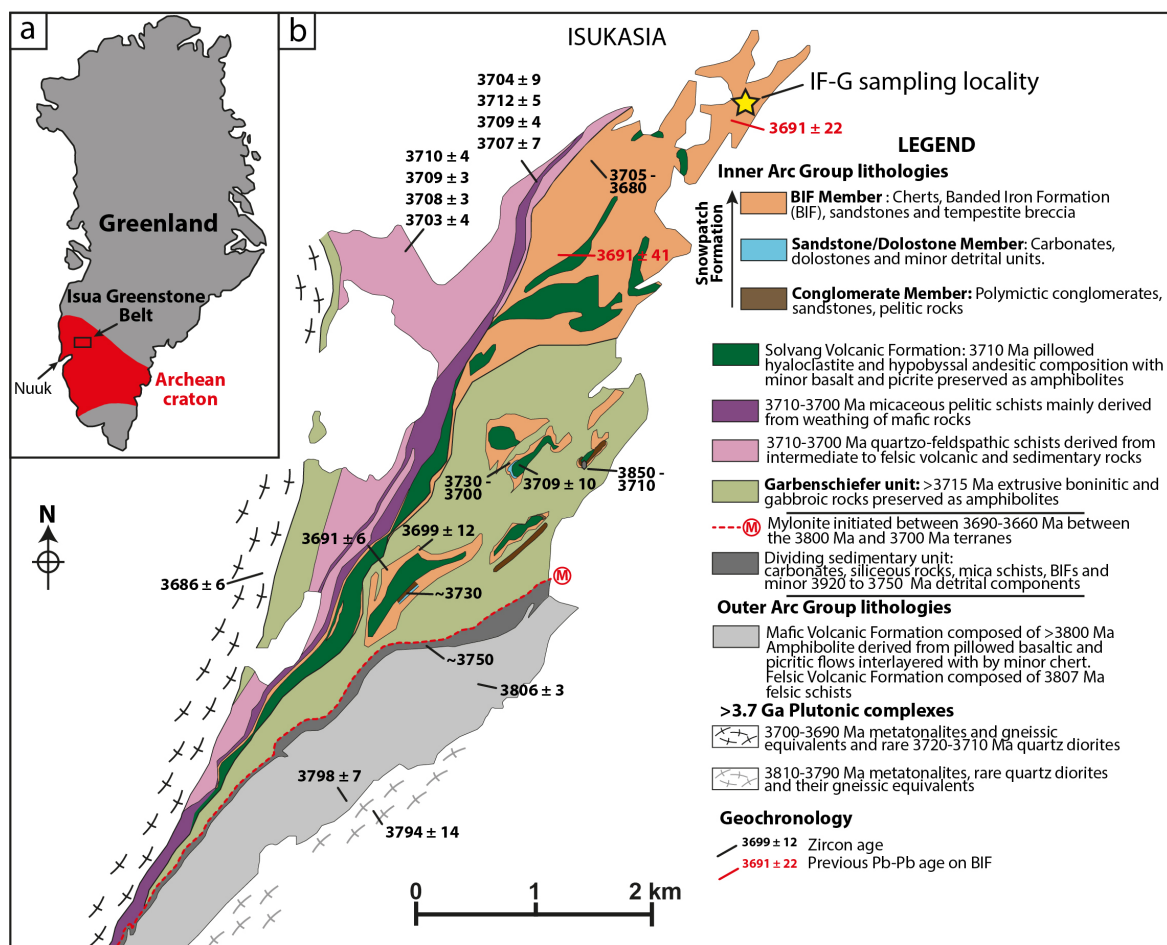 a
Greenland
Isua Greenstone
Belt
Nuuk
Archean
craton
b
ISUKASIA
IF-G sampling locality
3691 ± 22
3704 ± 9
3712 ± 5
3709 ± 4
3707 ± 7
3710 ± 4
3709 ± 3
3708 ± 3
3703 ± 4
3705 -
3680
3691 ± 41
3730 -
3700
3709 ± 10
3850 -
3710
3699 ± 12
3691 ± 6
3686 ± 6
~3730
M
~3750
3806 ± 3
3798 ± 7
3794 ± 14
N
0
1
2 km
LEGEND
Inner Arc Group lithologies
Snowpatch
Formation
BIF Member : Cherts, Banded Iron Formation
(BIF), sandstones and tempestite breccia
Sandstone/Dolostone Member: Carbonates,
dolostones and minor detrital units.
Conglomerate Member: Polymictic conglomerates,
sandstones, pelitic rocks
Solvang Volcanic Formation: 3710 Ma pillowed
hyaloclastite and hypobyssal andesitic composition with
minor basalt and picrite preserved as amphibolites
3710-3700 Ma micaceous pelitic schists mainly derived
from weathing of mafic rocks
3710-3700 Ma quartzo-feldspathic schists derived from
intermediate to felsic volcanic and sedimentary rocks
Garbenschiefer unit: >3715 Ma extrusive boninitic and
gabbroic rocks preserved as amphibolites
M
Mylonite initiated between 3690-3660 Ma between
the 3800 Ma and 3700 Ma terranes
Dividing sedimentary unit:
carbonates, siliceous rocks, mica schists, BIFs and
minor 3920 to 3750 Ma detrital components
Outer Arc Group lithologies
Mafic Volcanic Formation composed of >3800 Ma
Amphibolite derived from pillowed basaltic and
picritic flows interlayered with by minor chert.
Felsic Volcanic Formation composed of 3807 Ma
felsic schists
>3.7 Ga Plutonic complexes
3700-3690 Ma metatonalites and gneissic
equivalents and rare 3720-3710 Ma quartz diorites
3810-3790 Ma metatonalites, rare quartz diorites
and their gneissic equivalents
Geochronology
3699 ± 12 Zircon age
3691 ± 22 Previous Pb-Pb age on BIF